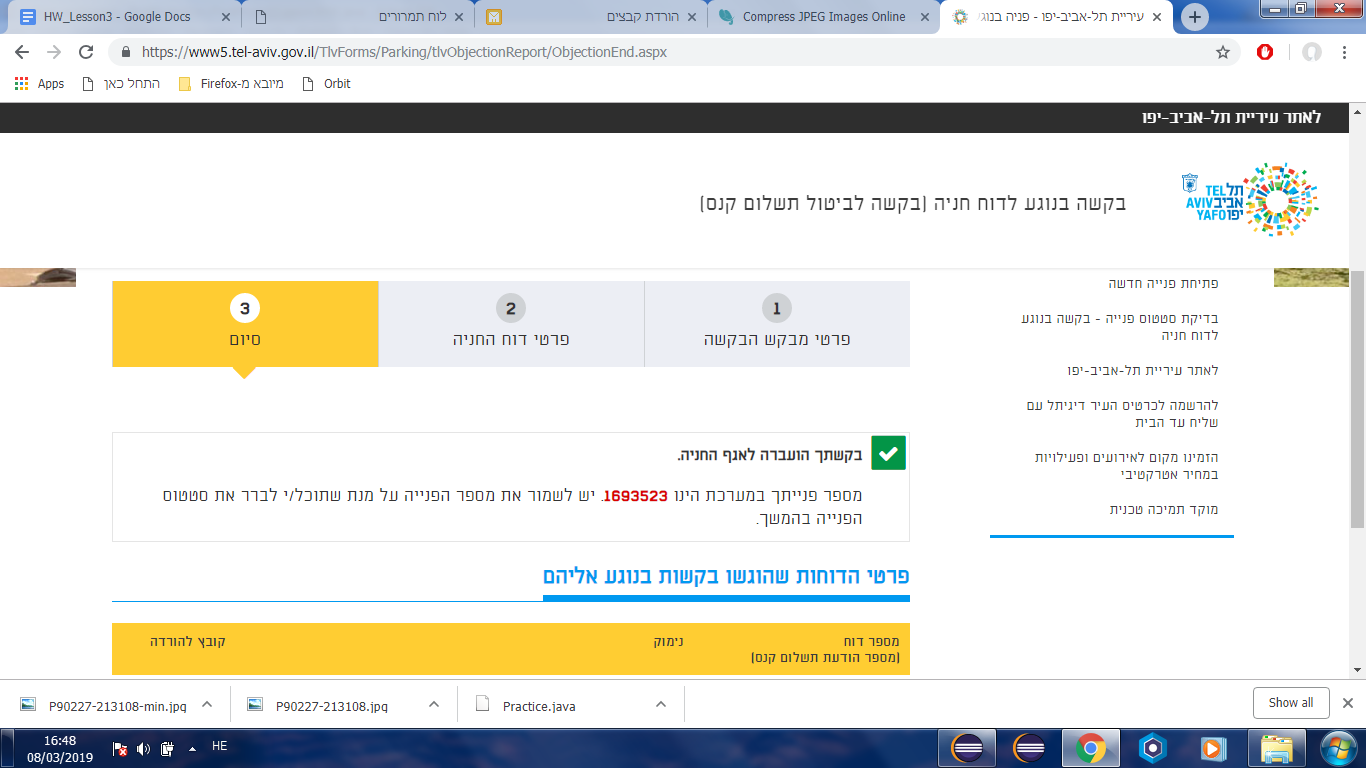 HW_Lesson3 - Google Docs
לוח תמרורים
הורדת קבצים
Compress JPEG Images Online
עיריית תל-אביב-יפו - פניה בנוגע
https://www5.tel-aviv.gov.il/TlvForms/Parking/tlvObjectionReport/ObjectionEnd.aspx
Apps
התחל כאן
מיובא מ-Firefox
Orbit
לאתר עיריית תל-אביב-יפו
תל TEL
אביב AVIV
יפו YAFO
בקשה בנוגע לדוח חניה (בקשה לביטול תשלום קנס)
פתיחת פנייה חדשה
בדיקת סטטוס פנייה - בקשה בנוגע
לדוח חניה
לאתר עיריית תל-אביב-יפו
להרשמה לכרטיס העיר דיגיתל עם
שליח עד הבית
הזמינו מקום לאירועים ופעילויות
במחיר אטרקטיבי
מוקד תמיכה טכנית
1
פרטי מבקש הבקשה
2
פרטי דוח החניה
3
סיום
בקשתך הועברה לאגף החניה.
מספר פנייתך במערכת הינו 1693523. יש לשמור את מספר הפנייה על מנת שתוכל/י לברר את סטטוס
הפנייה בהמשך.
פרטי הדוחות שהוגשו בקשות בנוגע אליהם
מספר דוח
(מספר הודעת תשלום קנס)
נימוק
קובץ להורדה
P90227-213108-min.jpg
P90227-213108.jpg
Practice.java
Show all
16:48
08/03/2019
HE